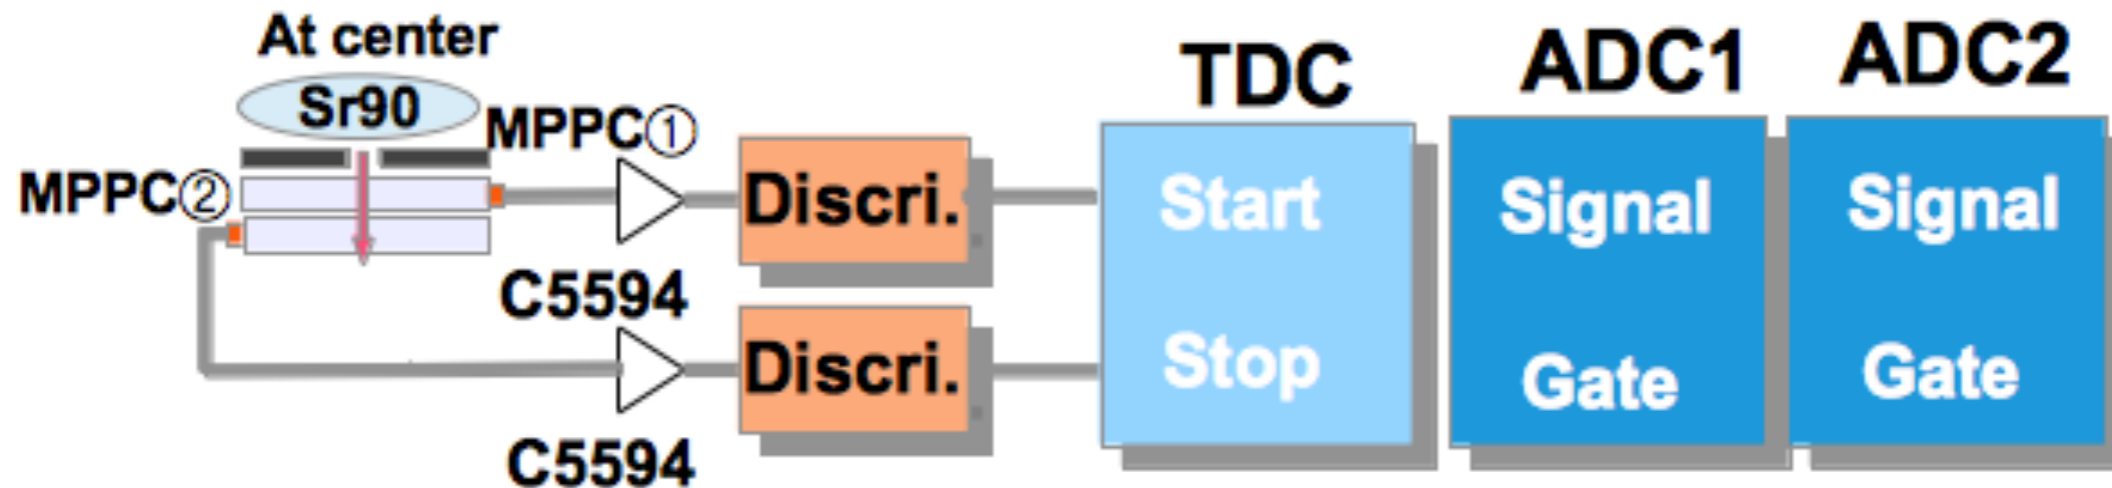 At center
Sr90
MPPC①
MPPC②
C5594
C5594
Discri.
Discri.
TDC
Start
Stop
ADC1
Signal
Gate
ADC2
Signal
Gate